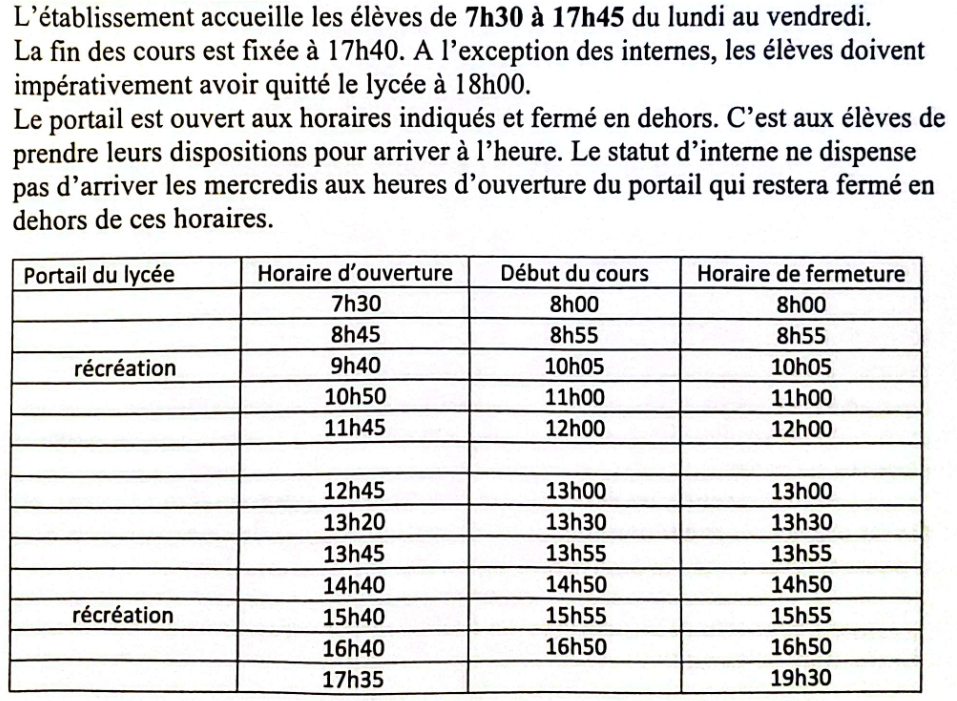 L'établissement accueille les élèves de 7h30 à 17h45 du lundi au vendredi.
La fin des cours est fixée à 17h40. A l'exception des internes, les élèves doivent
impérativement avoir quitté le lycée à 18h00.
Le portail est ouvert aux horaires indiqués et fermé en dehors. C'est aux élèves de
prendre leurs dispositions pour arriver à l'heure. Le statut d'interne ne dispense
pas d'arriver les mercredis aux heures d'ouverture du portail qui restera fermé en
dehors de ces horaires.
Portail du lycée Horaire d'ouverture Début du cours Horaire de fermeture
7h30 8h00 8h00
8h45 8h55 8h55
récréation 9h40 10h05 10h05
10h50 11h00 11h00
11h45 12h00 12h00
12h45 13h00 13h00
13h20 13h30 13h30
13h45 13h55 13h55
14h40 14h50 14h50
récréation 15h40 15h55 15h55
16h40 16h50 16h50
17h35 19h30